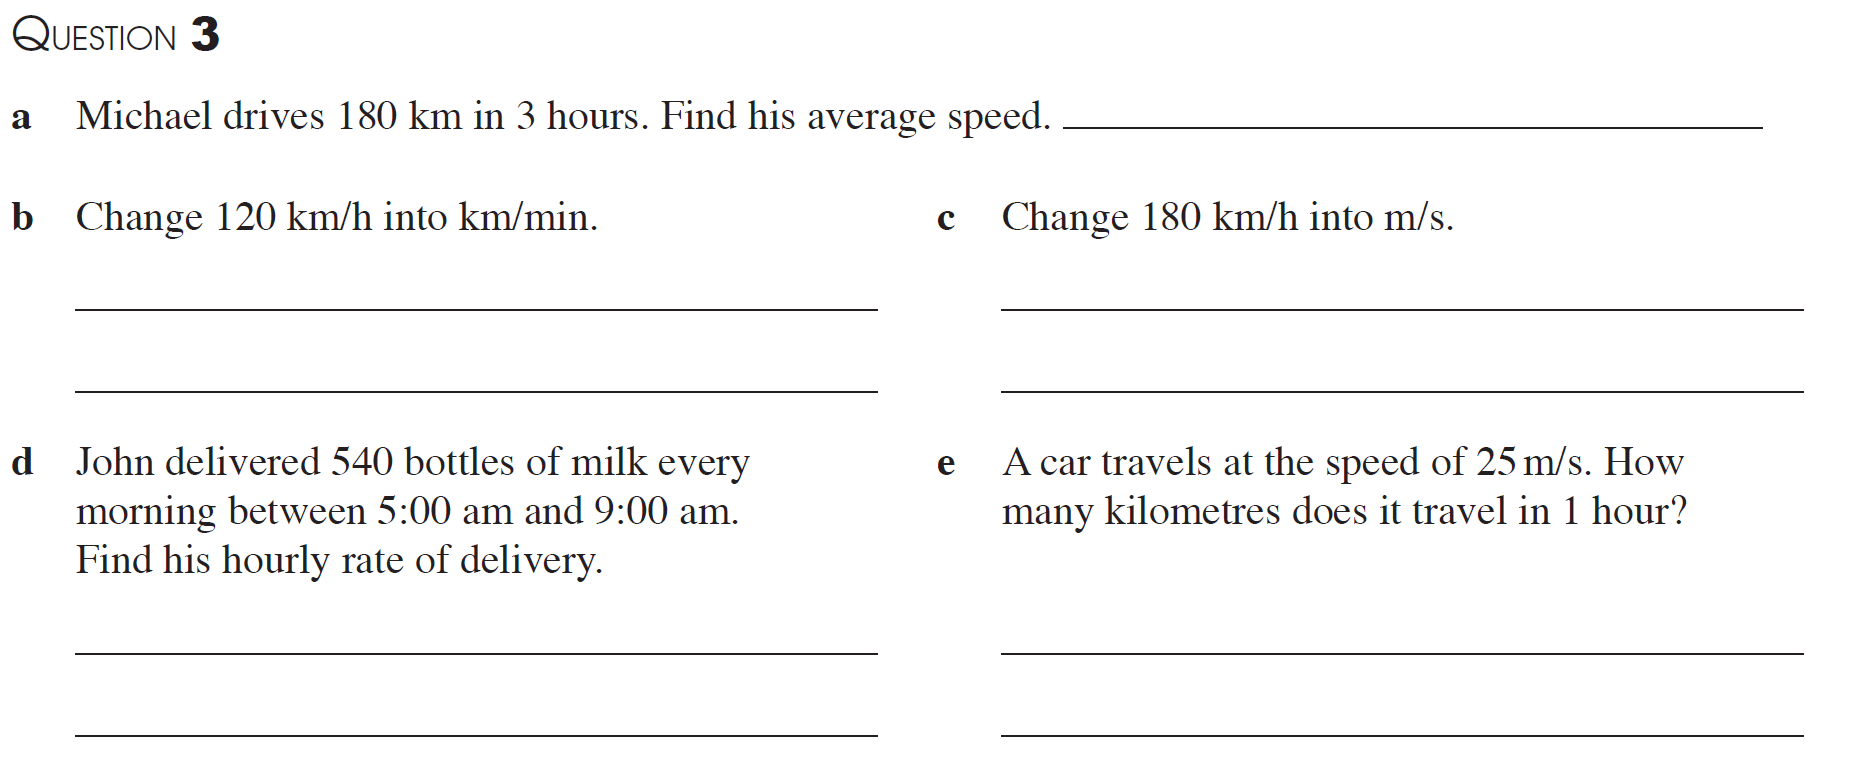 QUESTION 3
a Michael drives 180 km in 3 hours. Find his average speed.
b Change 120 km/h into km/min.
c Change 180 km/h into m/s.
d John delivered 540 bottles of milk every
morning between 5:00 am and 9:00 am.
Find his hourly rate of delivery.
e A car travels at the speed of 25 m/s. How
many kilometres does it travel in 1 hour?